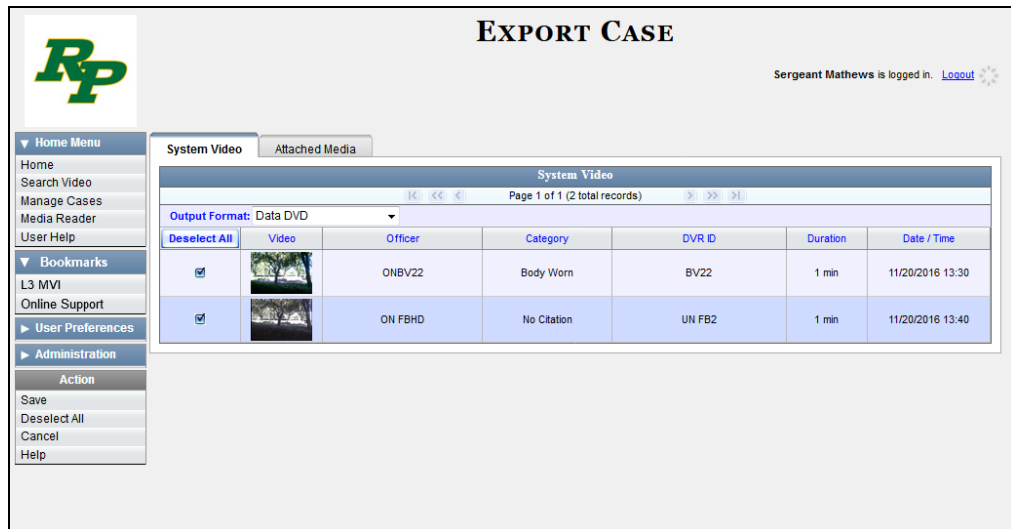 RP
EXPORT CASE
Sergeant Mathews is logged in. Logout
Home Menu
Home
Search Video
Manage Cases
Media Reader
User Help
Bookmarks
L3 MVI
Online Support
User Preferences
Administration
Action
Save
Deselect All
Cancel
Help
System Video Attached Media
System Video
Page 1 of 1 (2 total records)
Output Format: Data DVD
Deselect All Video Officer Category DVR ID Duration Date / Time
ONBV22 Body Worn BV22 1 min 11/20/2016 13:30
ON FBHD No Citation UN FB2 1 min 11/20/2016 13:40